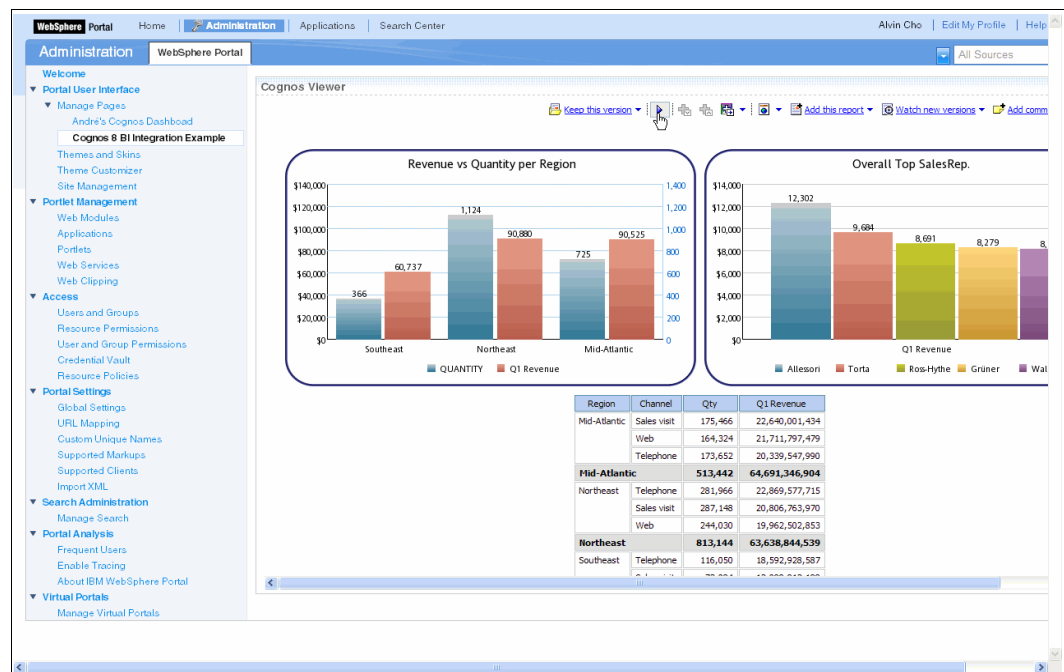 WebSphere Portal Home Administration Applications Search Center Alvin Cho Edit My Profile Help
Administration WebSphere Portal All Sources
Welcome
Portal User Interface
Manage Pages
André's Cognos Dashboad
Cognos 8 BI Integration Example
Themes and Skins
Theme Customizer
Site Management
Portlet Management
Web Modules
Applications
Portlets
Web Services
Web Clipping
Access
Users and Groups
Resource Permissions
User and Group Permissions
Credential Vault
Resource Policies
Portal Settings
Global Settings
URL Mapping
Custom Unique Names
Supported Markups
Supported Clients
Import XML
Search Administration
Manage Search
Portal Analysis
Frequent Users
Enable Tracing
About IBM WebSphere Portal
Virtual Portals
Manage Virtual Portals
Cognos Viewer
Keep this version Add this report Watch new versions Add comm
Revenue vs Quantity per Region
$140,000 1,400
$120,000 1,200
$100,000 1,000
$80,000 800
$60,000 600
$40,000 400
$20,000 200
$0 0
366 60,737 1,124 90,880 725 90,525
Southeast Northeast Mid-Atlantic
QUANTITY Q1 Revenue
Overall Top SalesRep.
$14,000
$12,000
$10,000
$8,000
$6,000
$4,000
$2,000
$0
12,302 9,684 8,691 8,279 8,
Q1 Revenue
Allessori Torta Ross-Hythe Grüner Wal
Region Channel Qty Q1 Revenue
Mid-Atlantic Sales visit 175,466 22,640,001,434
Web 164,324 21,711,797,479
Telephone 173,652 20,339,547,990
Mid-Atlantic 513,442 64,691,346,904
Northeast Telephone 281,966 22,869,577,715
Sales visit 287,148 20,806,763,970
Web 244,030 19,962,502,853
Northeast 813,144 63,638,844,539
Southeast Telephone 116,050 18,592,928,587